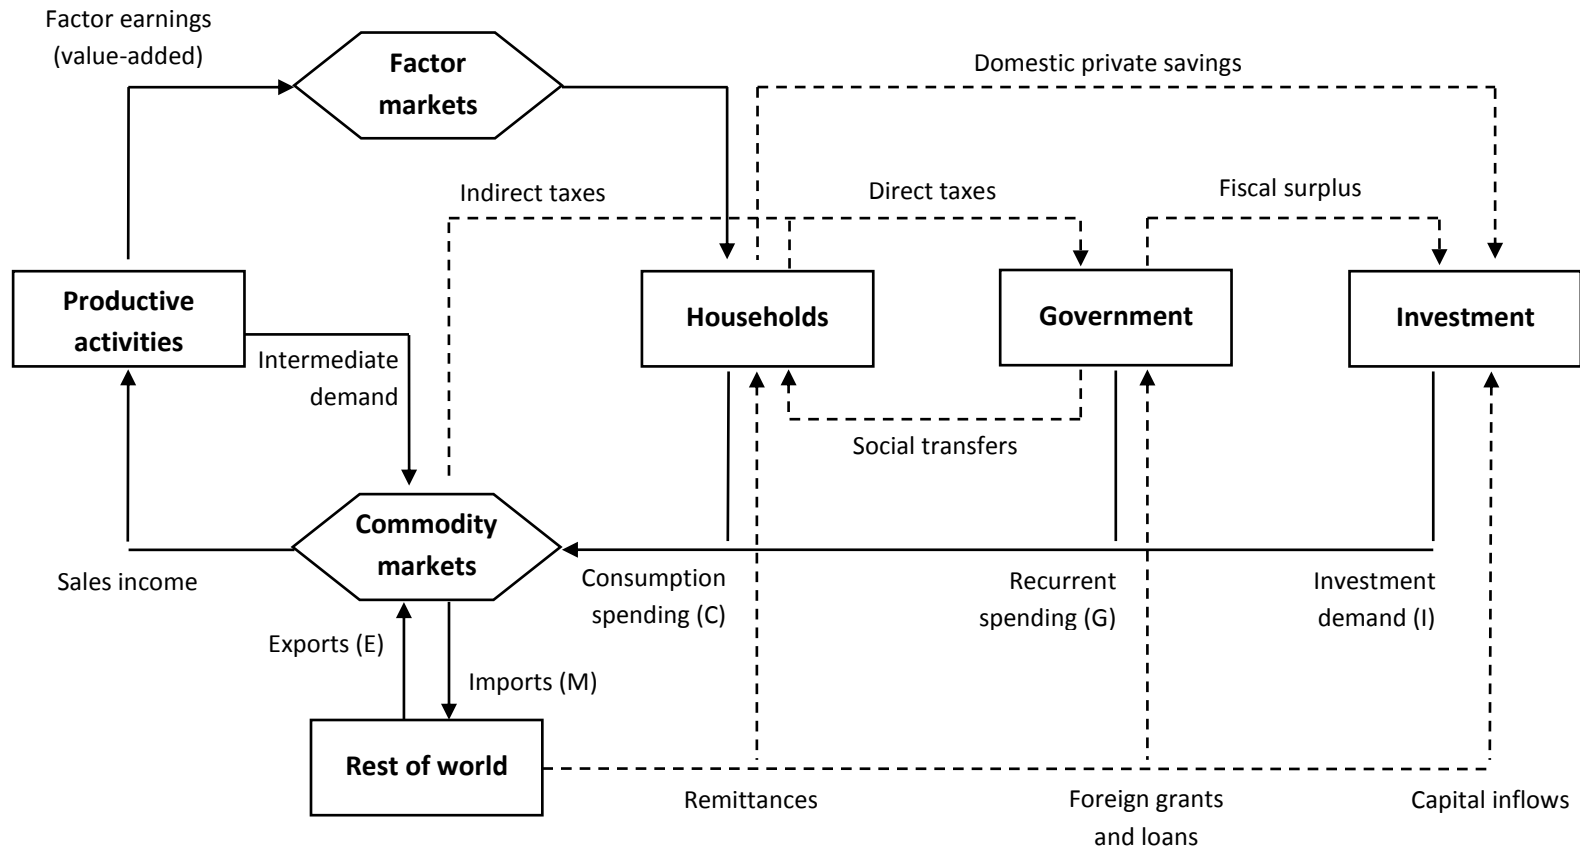 Factor earnings
(value-added)
Factor
markets
Domestic private savings
Indirect taxes
Direct taxes
Fiscal surplus
Productive
activities
Households
Government
Investment
Intermediate
demand
Social transfers
Commodity
markets
Sales income
Consumption
spending (C)
Recurrent
spending (G)
Investment
demand (I)
Exports (E)
Imports (M)
Rest of world
Remittances
Foreign grants
and loans
Capital inflows